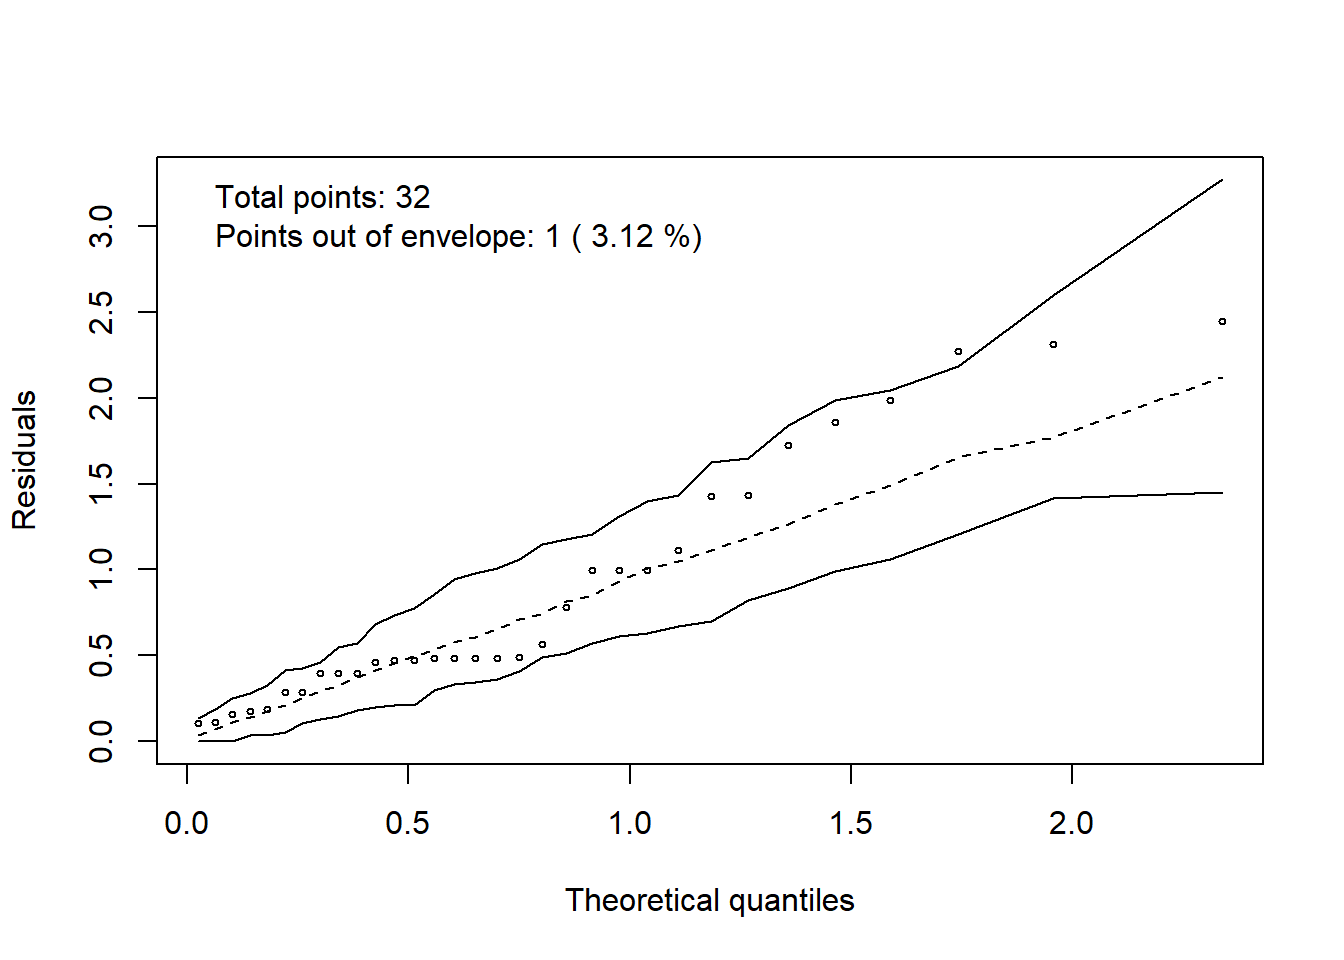 Total points: 32
Points out of envelope: 1 ( 3.12 %)
3.0
2.5
2.0
1.5
1.0
0.5
0.0
Residuals
0.0 0.5 1.0 1.5 2.0
Theoretical quantiles